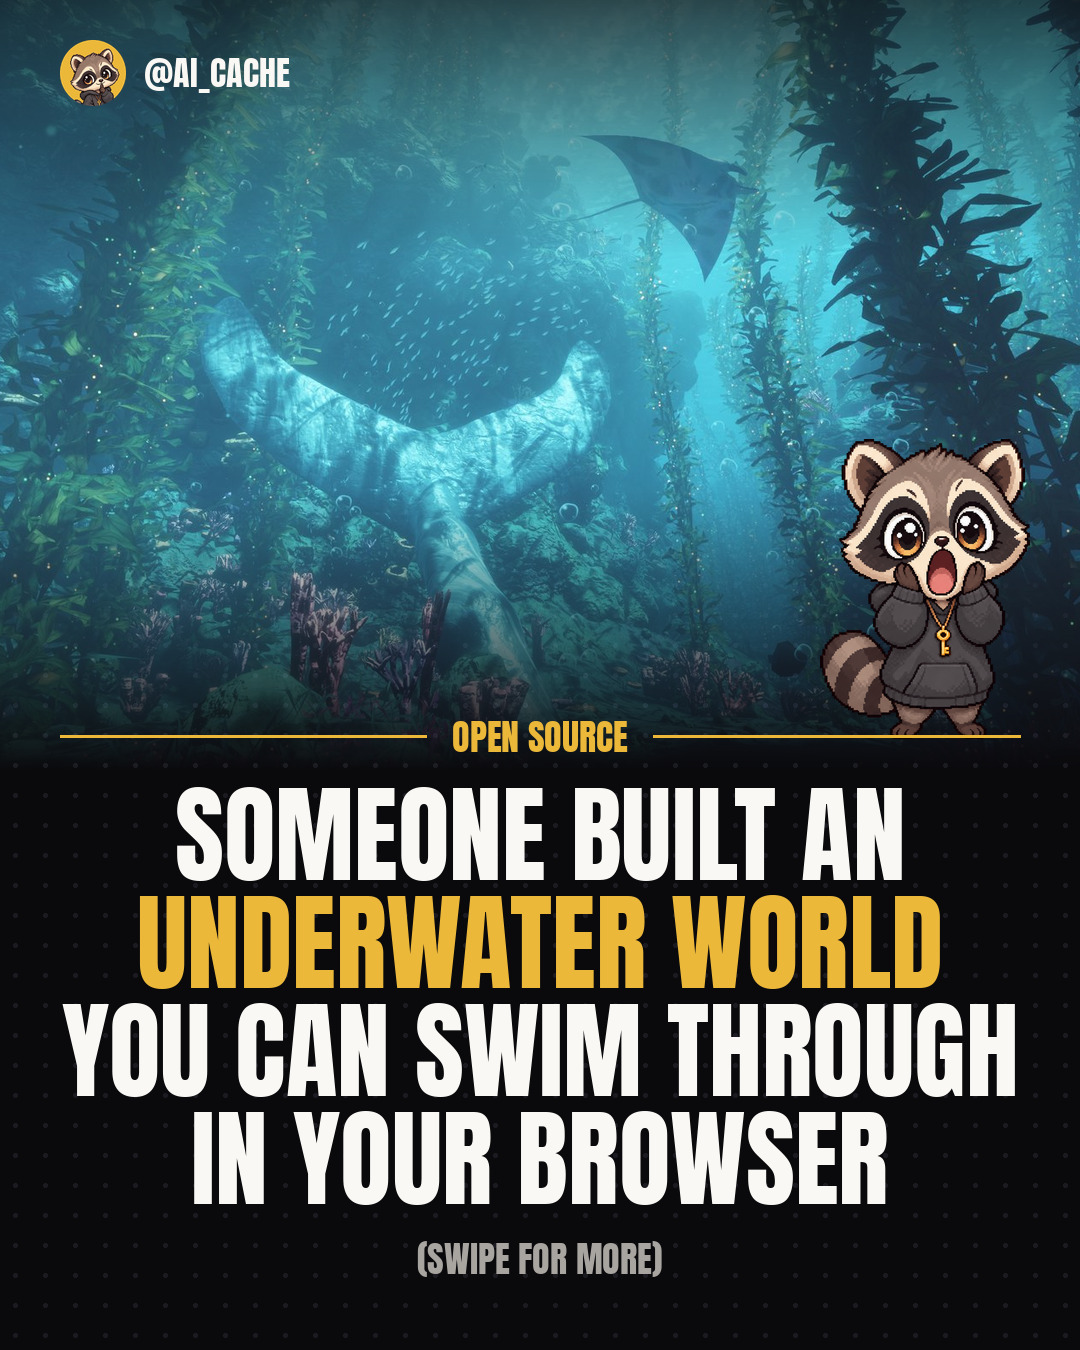 @AI_CACHE
OPEN SOURCE
SOMEONE BUILT AN
UNDERWATER WORLD
YOU CAN SWIM THROUGH
IN YOUR BROWSER
(SWIPE FOR MORE)